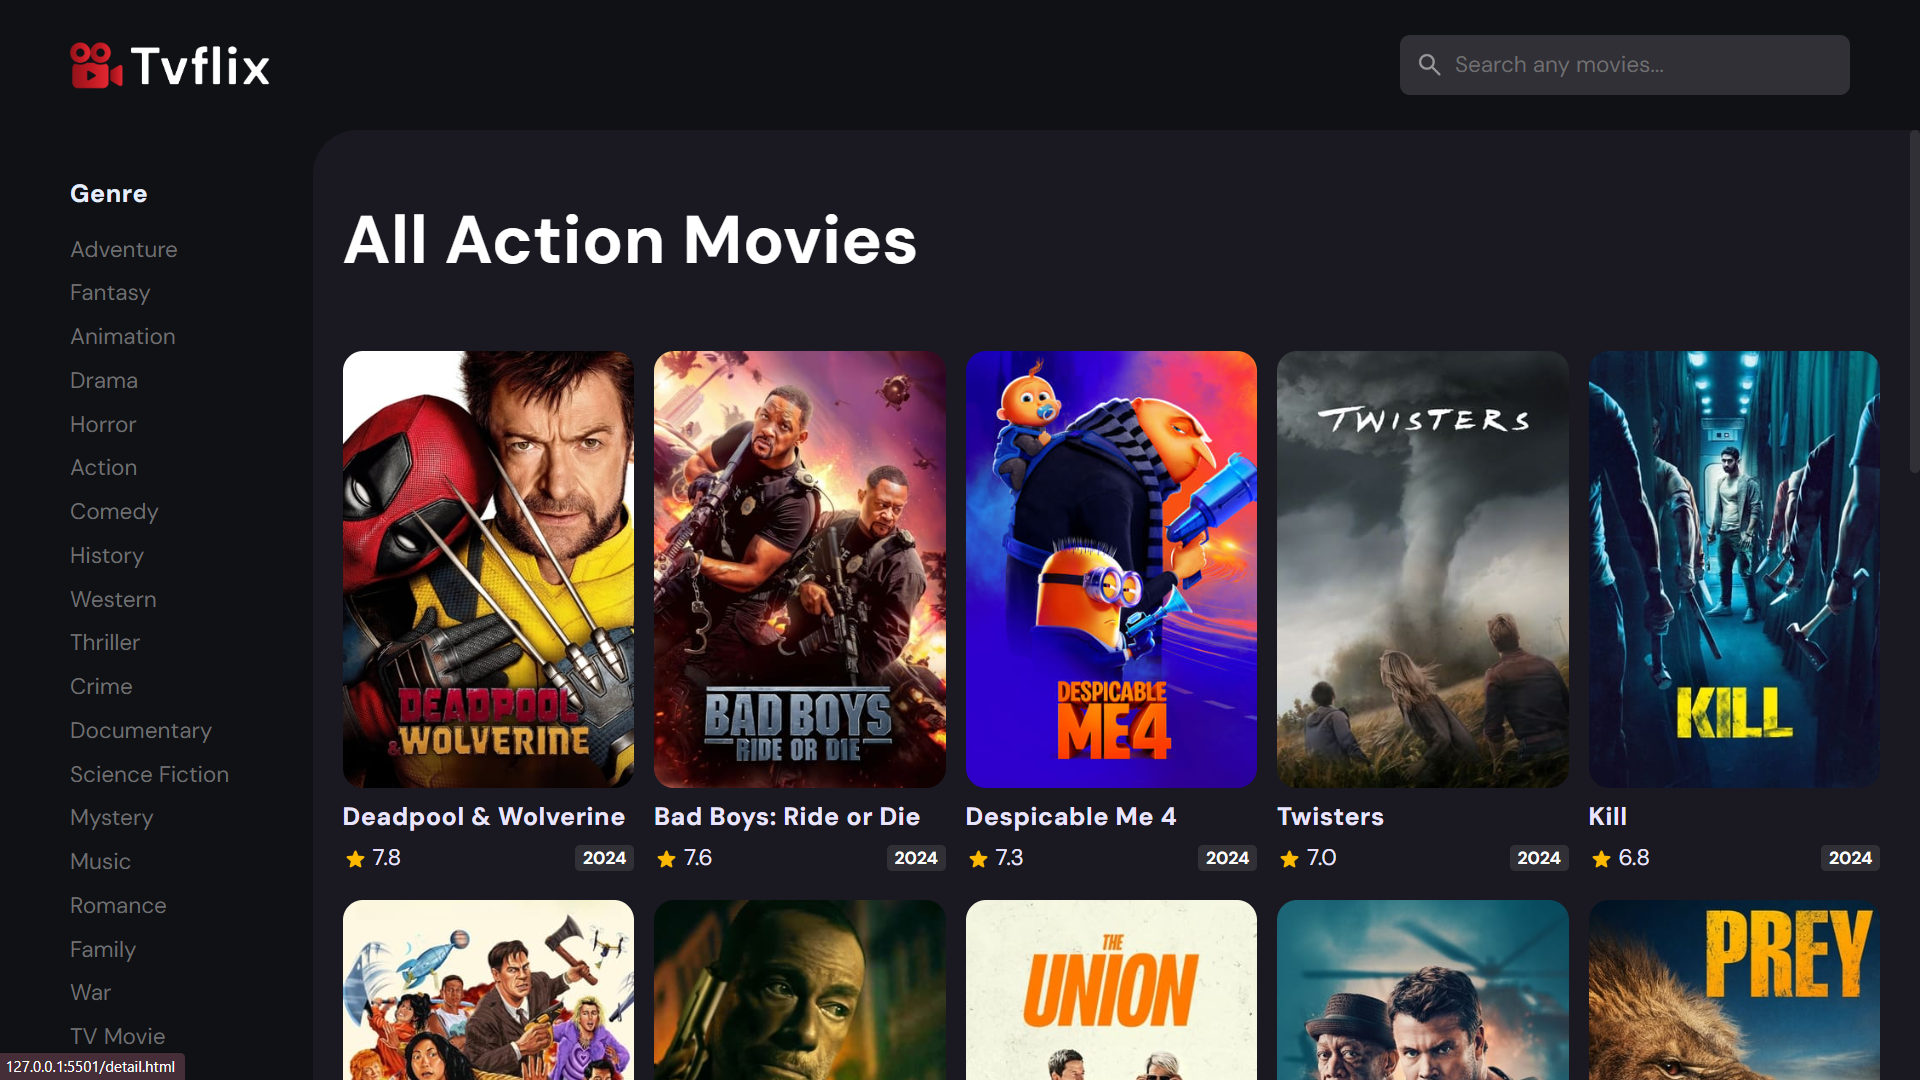 Tvflix
Search any movies...
Genre
Adventure
Fantasy
Animation
Drama
Horror
Action
Comedy
History
Western
Thriller
Crime
Documentary
Science Fiction
Mystery
Music
Romance
Family
War
TV Movie
127.0.0.1:5501/detail.html
All Action Movies
DEADPOOL
& WOLVERINE
Deadpool & Wolverine
7.8
2024
BAD BOYS
RIDE OR DIE
Bad Boys: Ride or Die
7.6
2024
DESPICABLE
ME 4
Despicable Me 4
7.3
2024
TWISTERS
Twisters
7.0
2024
KILL
Kill
6.8
2024
THE
UNION
PREY